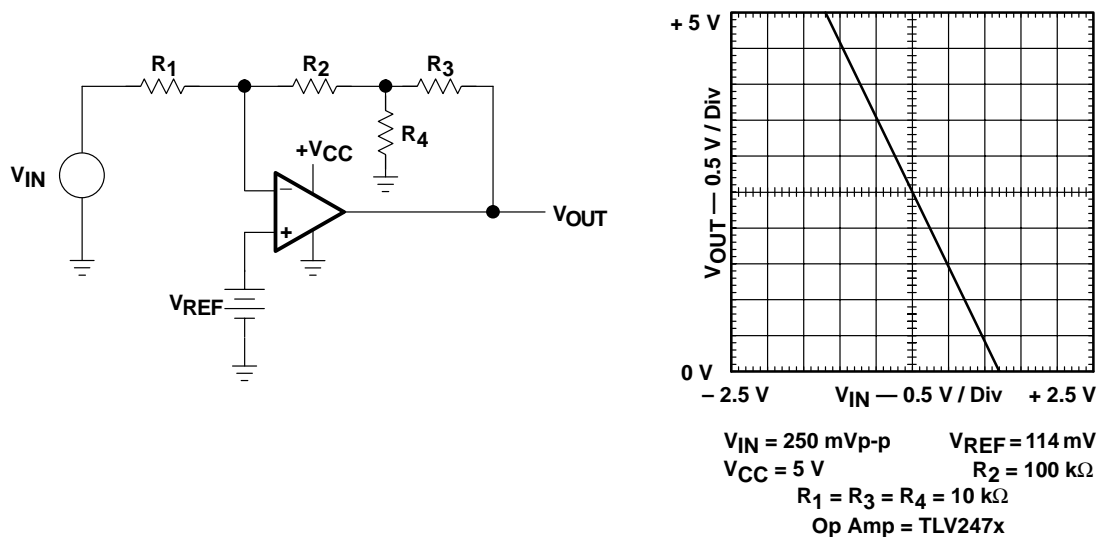 R1
R2
R3
R4
+VCC
VIN
–
+
VOUT
VREF
+ 5 V
VOUT — 0.5 V / Div
0 V
– 2.5 V
VIN — 0.5 V / Div
+ 2.5 V
VIN = 250 mVp-p
VREF = 114 mV
VCC = 5 V
R2 = 100 kΩ
R1 = R3 = R4 = 10 kΩ
Op Amp = TLV247x